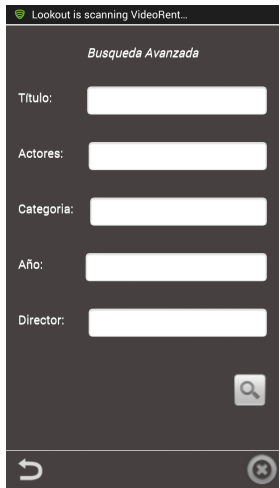 Lookout is scanning VideoRent...
Busqueda Avanzada
Título:
Actores:
Categoria:
Año:
Director: